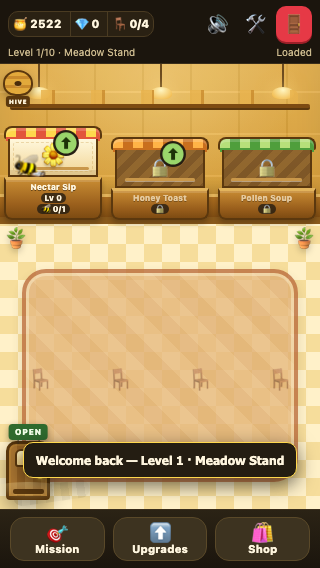 2522 0 0/4
Level 1/10 · Meadow Stand Loaded
HIVE
Nectar Sip
Lv 0
0/1
Honey Toast
Pollen Soup
OPEN
Welcome back — Level 1 · Meadow Stand
Mission Upgrades Shop